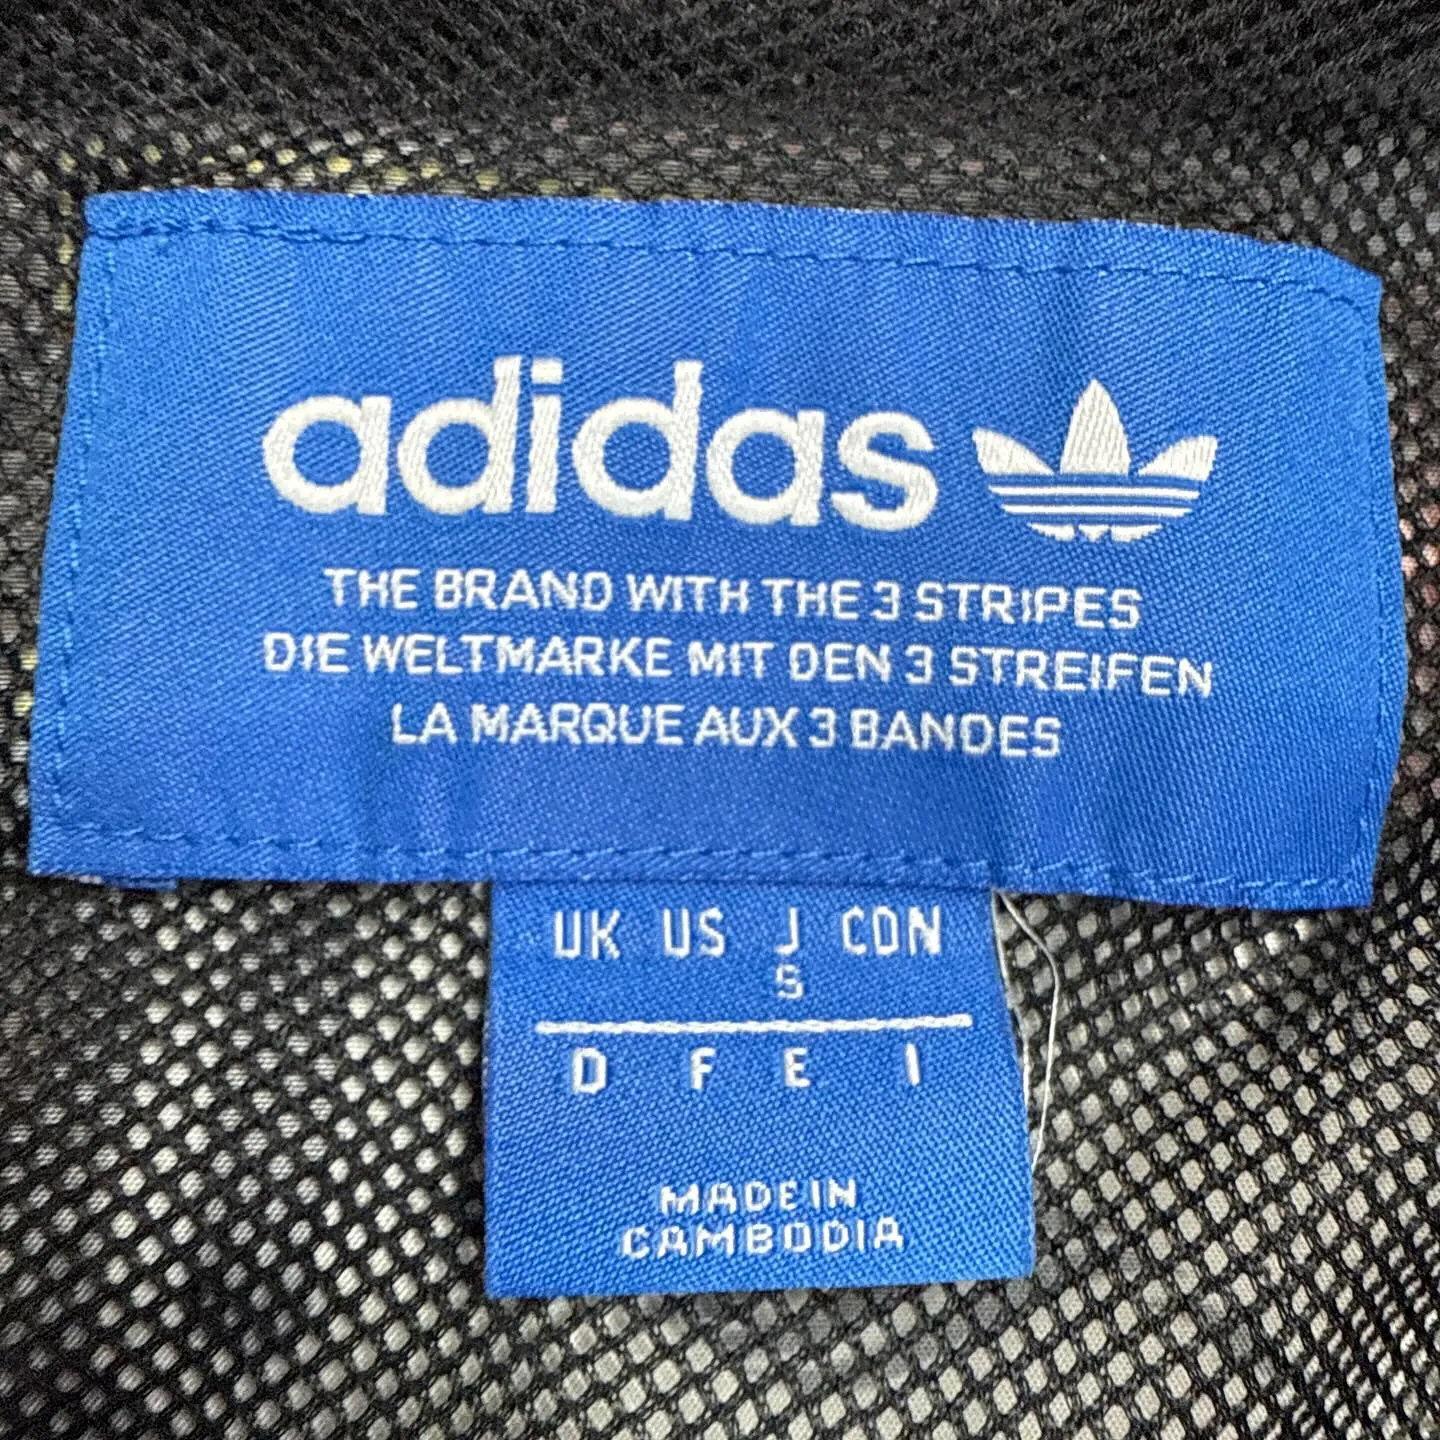 adidas
THE BRAND WITH THE 3 STRIPES
DIE WELTMARKE MIT DEN 3 STREIFEN
LA MARQUE AUX 3 BANDES
UK US J CDN
S
D F E I
MADE IN
CAMBODIA